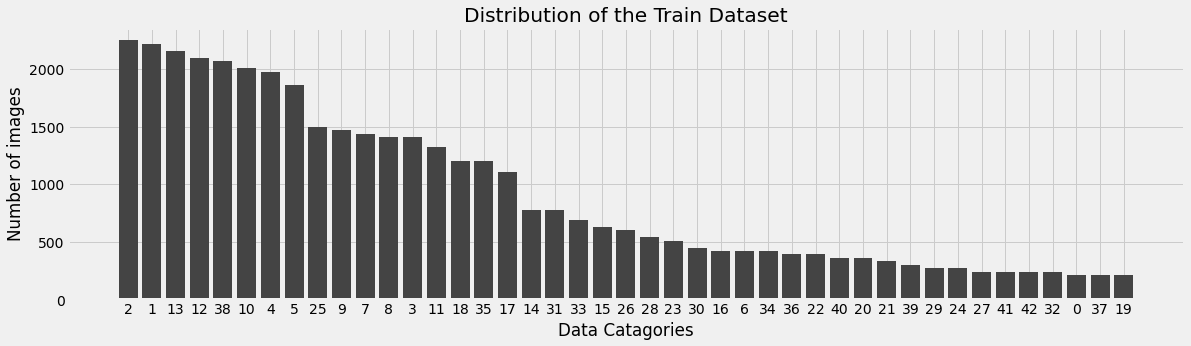 Distribution of the Train Dataset
Number of images
2000
1500
1000
500
0
2 1 13 12 38 10 4 5 25 9 7 8 3 11 18 35 17 14 31 33 15 26 28 23 30 16 6 34 36 22 40 20 21 39 29 24 27 41 42 32 0 37 19
Data Catagories